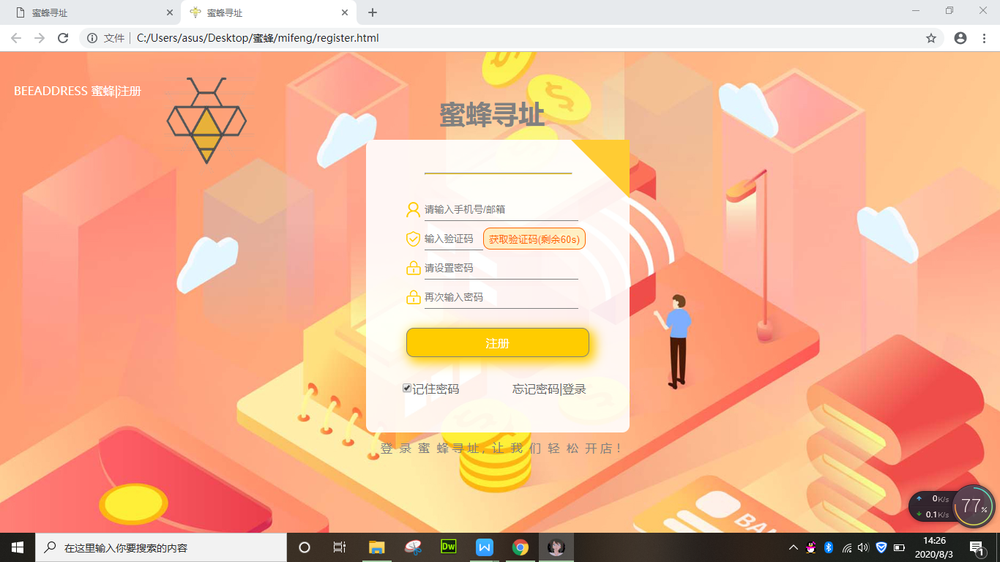 蜜蜂寻址
蜜蜂寻址
文件 C:/Users/asus/Desktop/蜜蜂/mifeng/register.html
BEEADDRESS 蜜蜂|注册
蜜蜂寻址
请输入手机号/邮箱
输入验证码 获取验证码(剩余60s)
请设置密码
再次输入密码
注册
记住密码 忘记密码|登录
登 录 蜜 蜂 寻 址, 让 我 们 轻 松 开 店 !
BAN
0K/s
0.1K/s
77%
在这里输入你要搜索的内容
Dw
14:26
2020/8/3
1